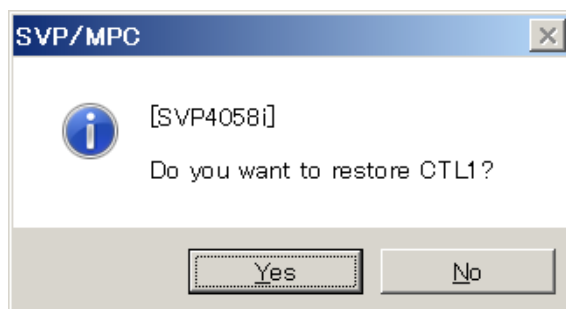 SVP/MPC
[SVP4058i]
Do you want to restore CTL1?
Yes
No